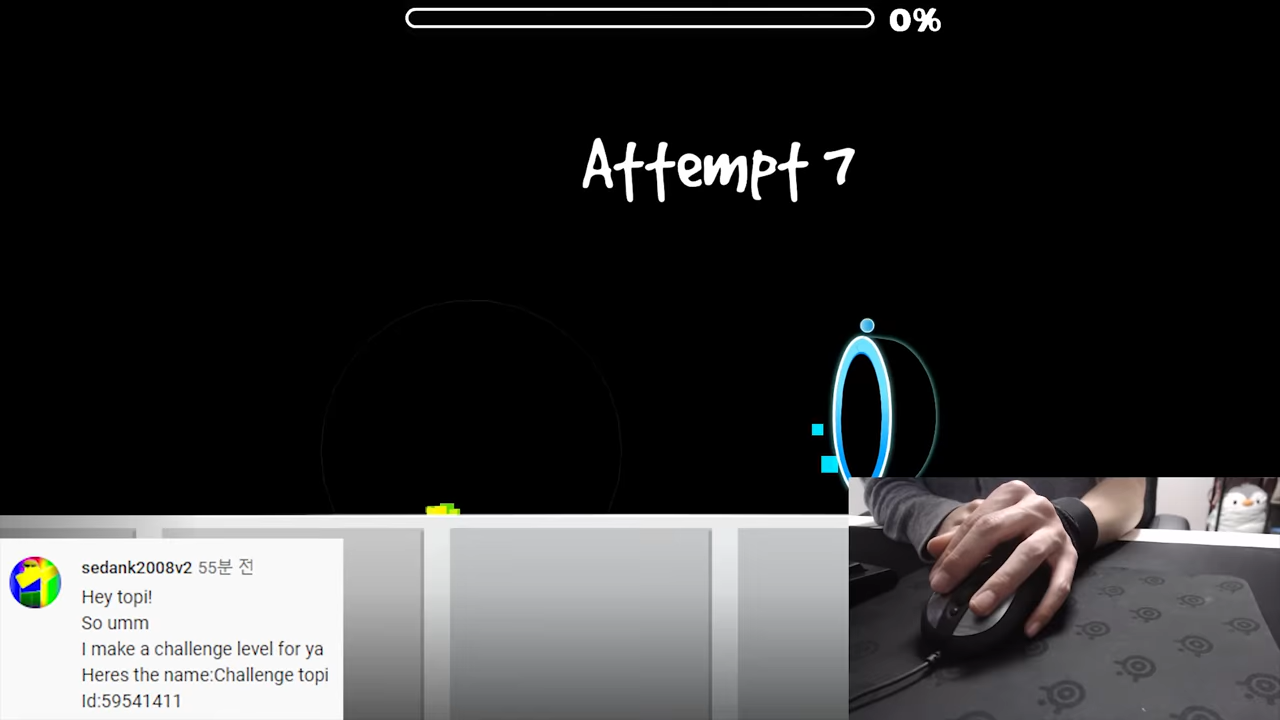 0%
Attempt 7
sedank2008v2 55분 전
Hey topi!
So umm
I make a challenge level for ya
Heres the name:Challenge topi
Id:59541411